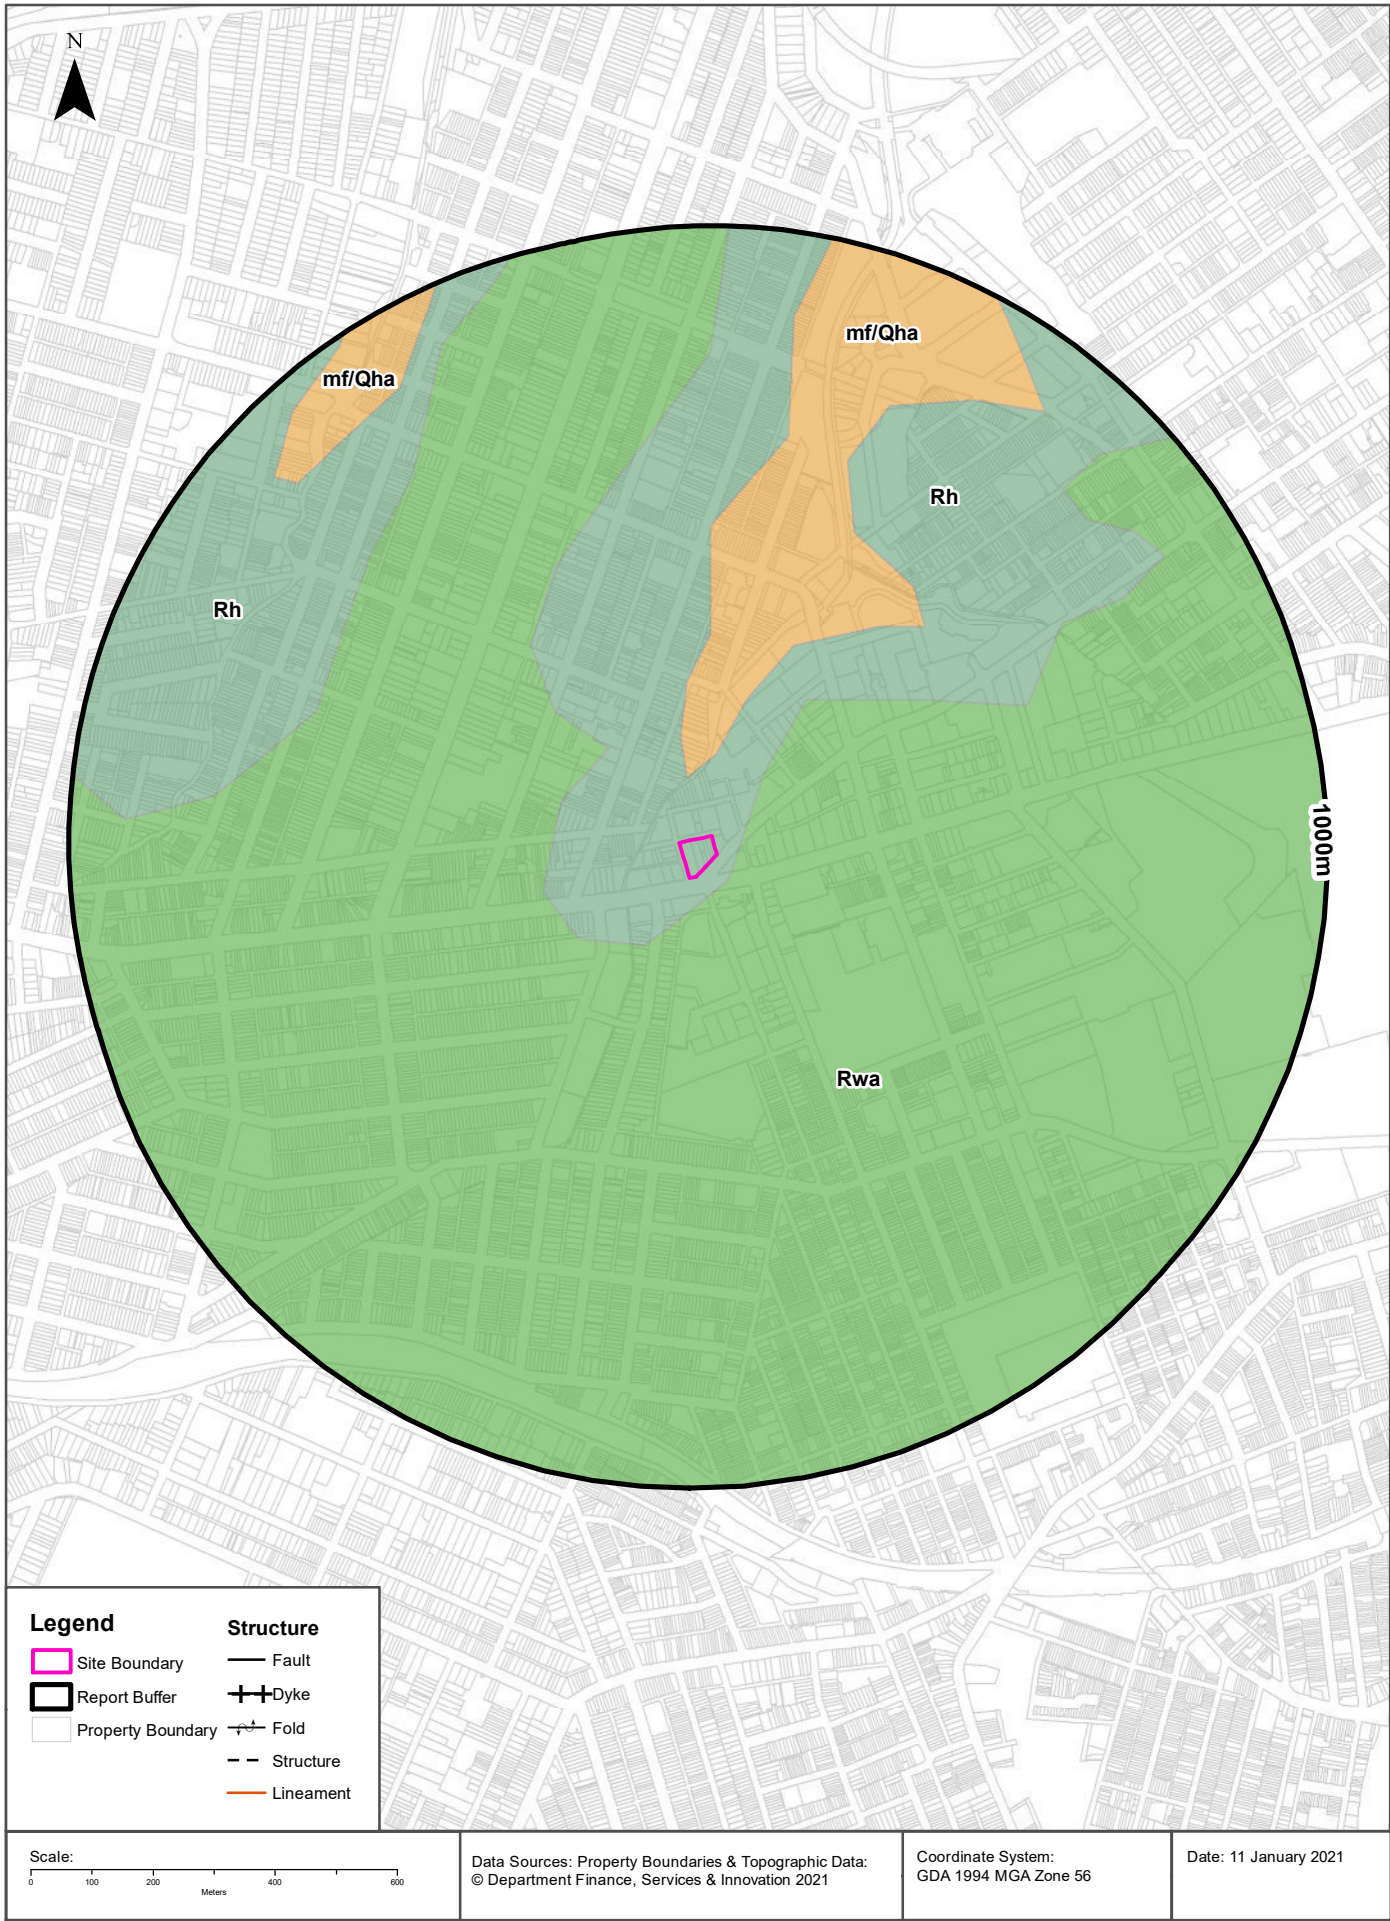 N
mf/Qha
mf/Qha
Rh
Rh
1000m
Rwa
Legend
Site Boundary
Report Buffer
Property Boundary
Structure
Fault
Dyke
Fold
Structure
Lineament
Scale:
0 100 200 400 600
Meters
Data Sources: Property Boundaries & Topographic Data:
© Department Finance, Services & Innovation 2021
Coordinate System:
GDA 1994 MGA Zone 56
Date: 11 January 2021